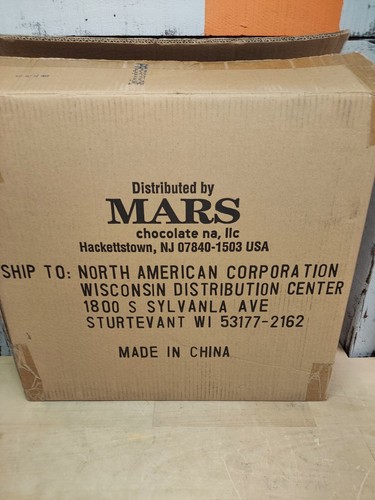 Distributed by
MARS
chocolate na, llc
Hackettstown, NJ 07840-1503 USA
SHIP TO: NORTH AMERICAN CORPORATION
WISCONSIN DISTRIBUTION CENTER
1800 S SYLVANLA AVE
STURTEVANT WI 53177-2162
MADE IN CHINA